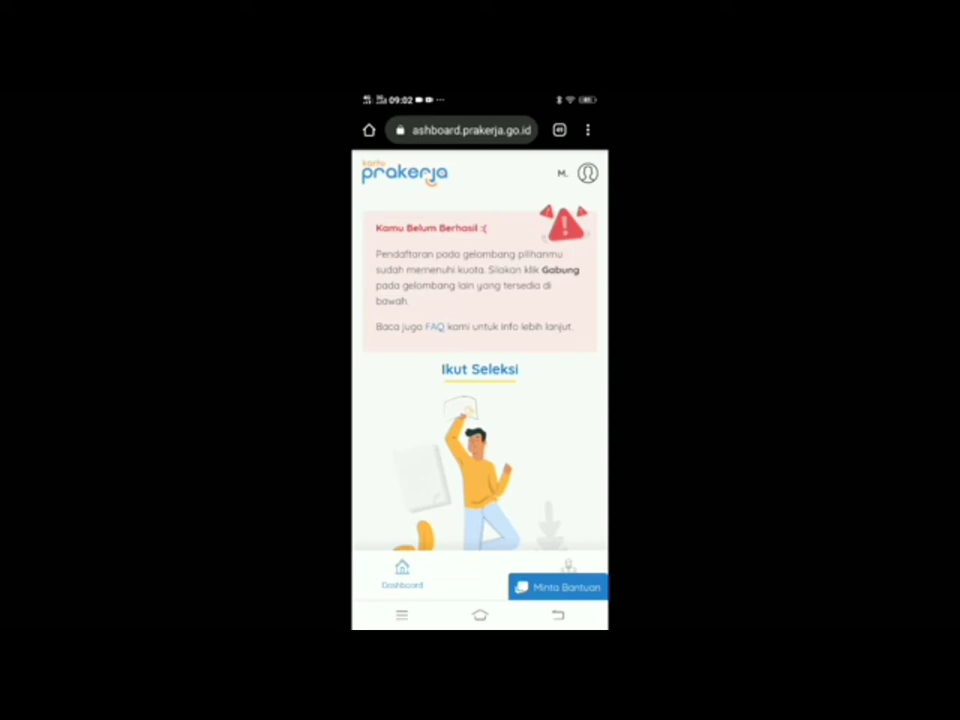 09:02
ashboard.prakerja.go.id
kartu
prakerja
M.
Kamu Belum Berhasil :(
Pendaftaran pada gelombang pilihanmu
sudah memenuhi kuota. Silakan klik Gabung
pada gelombang lain yang tersedia di
bawah.
Baca juga FAQ kami untuk info lebih lanjut.
Ikut Seleksi
Dashboard
Minta Bantuan